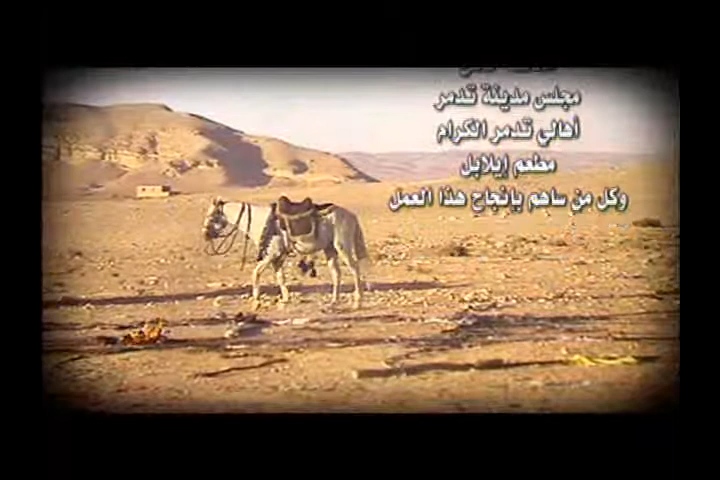 مجلس مدينة تدمر
أهالي تدمر الكرام
مطعم إيلابل
وكل من ساهم بإنجاح هذا العمل